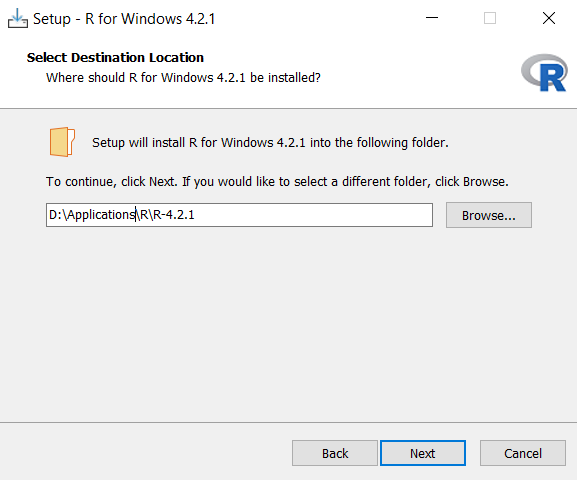 Setup - R for Windows 4.2.1
Select Destination Location
Where should R for Windows 4.2.1 be installed?
R
Setup will install R for Windows 4.2.1 into the following folder.
To continue, click Next. If you would like to select a different folder, click Browse.
D:\Applications\R\R-4.2.1
Browse...
Back
Next
Cancel